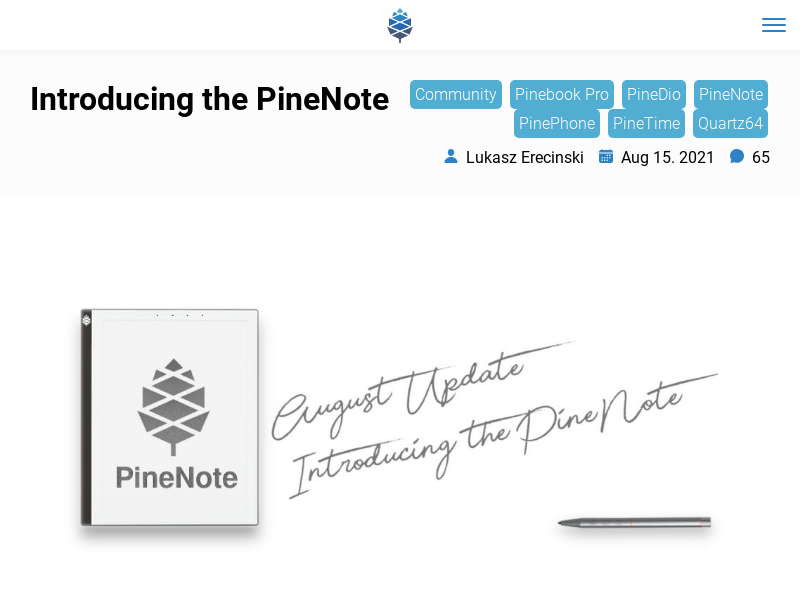 Introducing the PineNote
Community Pinebook Pro PineDio PineNote
PinePhone PineTime Quartz64
Lukasz Erecinski Aug 15. 2021 65
August Update
Introducing the PineNote
PineNote